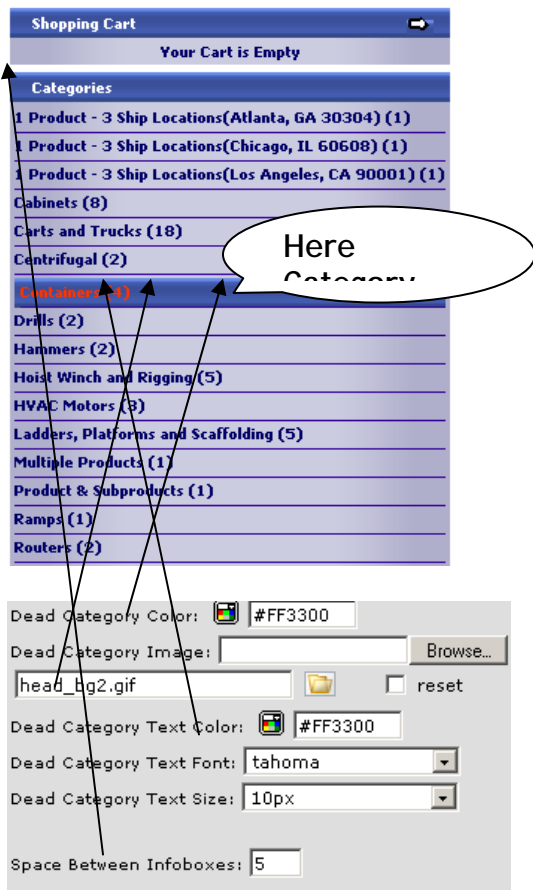 Shopping Cart
Your Cart is Empty
Categories
1 Product - 3 Ship Locations(Atlanta, GA 30304) (1)
1 Product - 3 Ship Locations(Chicago, IL 60608) (1)
1 Product - 3 Ship Locations(Los Angeles, CA 90001) (1)
Cabinets (8)
Carts and Trucks (18)
Centrifugal (2)
Here
Category
Containers (4)
Drills (2)
Hammers (2)
Hoist Winch and Rigging (5)
HVAC Motors (3)
Ladders, Platforms and Scaffolding (5)
Multiple Products (1)
Product & Subproducts (1)
Ramps (1)
Routers (2)
Dead Category Color: #FF3300
Dead Category Image: Browse...
head_bg2.gif reset
Dead Category Text Color: #FF3300
Dead Category Text Font: tahoma
Dead Category Text Size: 10px
Space Between Infoboxes: 5